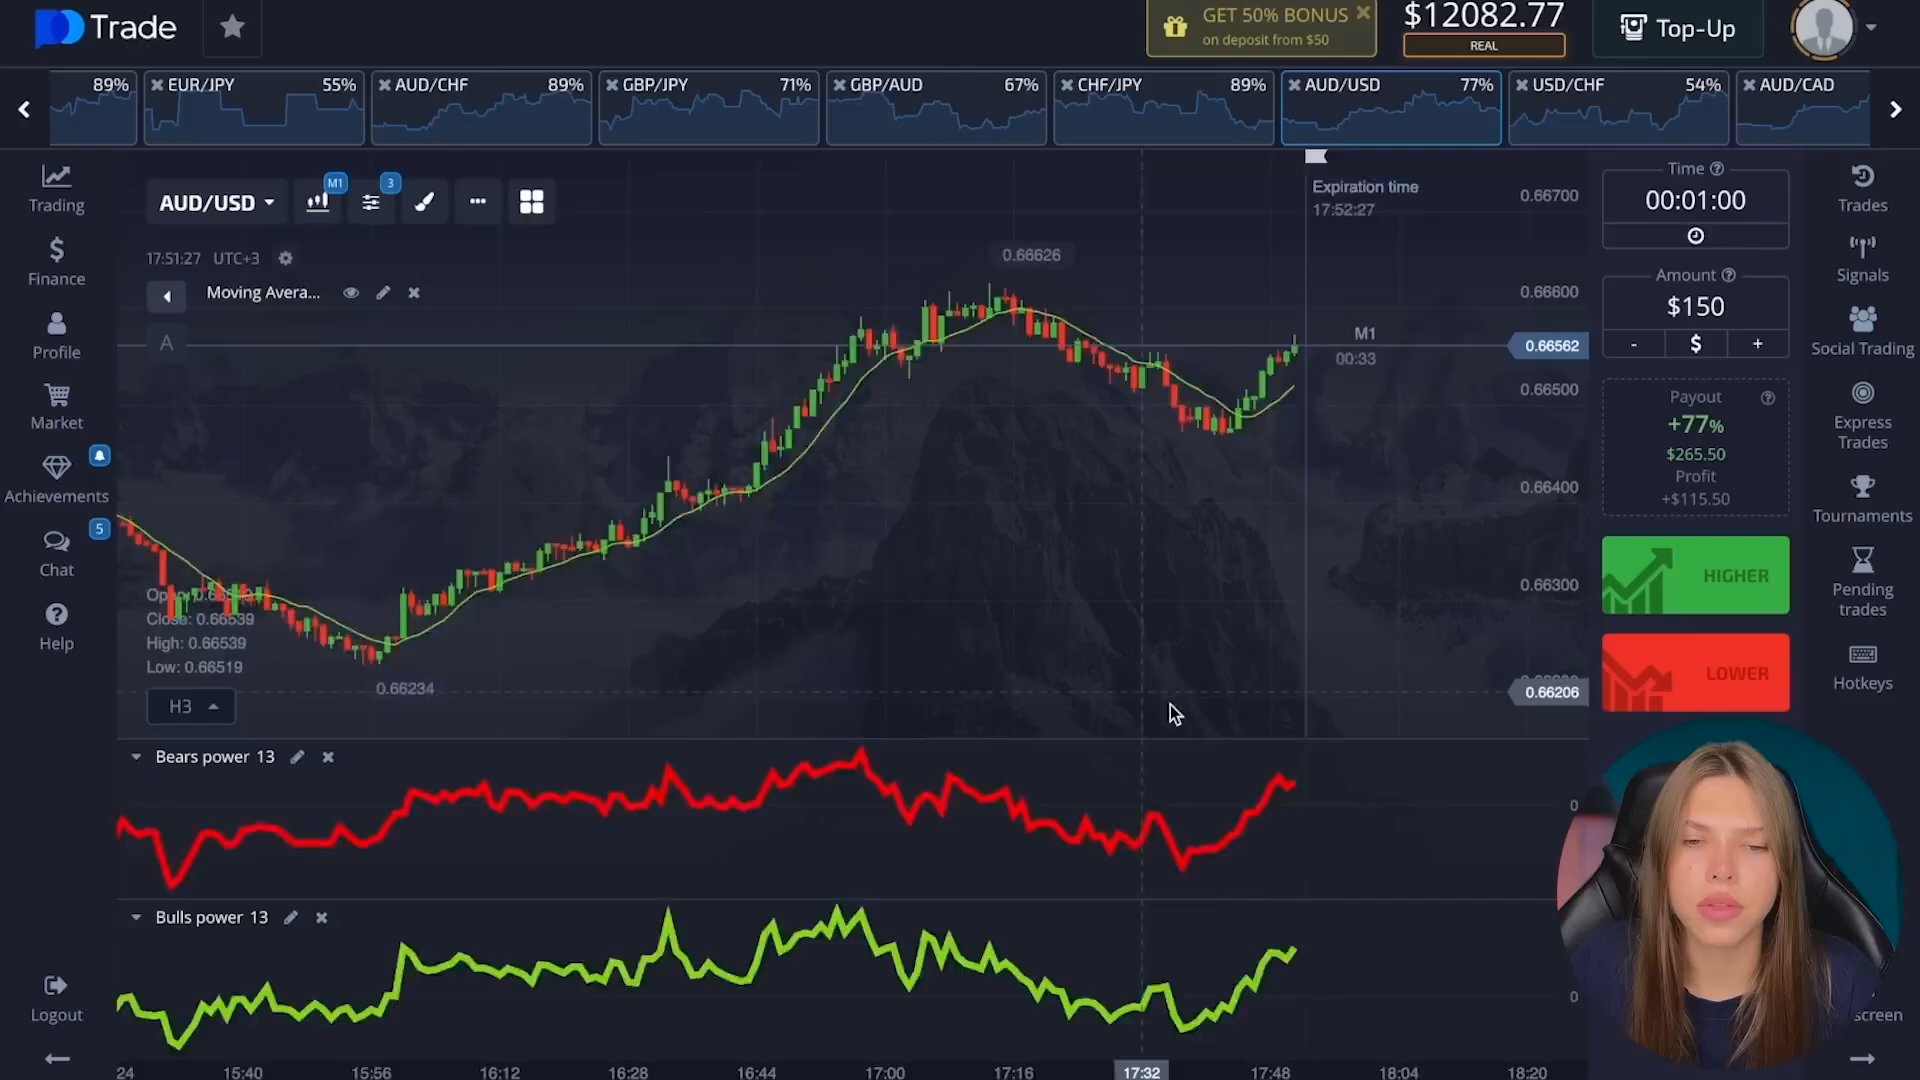 Trade
GET 50% BONUS
on deposit from $50
$12082.77
REAL
Top-Up
89%
EUR/JPY 55%
AUD/CHF 89%
GBP/JPY 71%
GBP/AUD 67%
CHF/JPY 89%
AUD/USD 77%
USD/CHF 54%
AUD/CAD
Trading
Finance
Profile
Market
Achievements
5
Chat
Help
Logout
AUD/USD
M1
3
17:51:27 UTC+3
Moving Avera...
A
Expiration time
17:52:27
0.66626
M1
00:33
0.66234
Close: 0.66539
High: 0.66539
Low: 0.66519
H3
0.66700
0.66600
0.66562
0.66500
0.66400
0.66300
0.66206
Bears power 13
0
Bulls power 13
0
24 15:40 15:56 16:12 16:28 16:44 17:00 17:16 17:32 17:48 18:04 18:20
Time
00:01:00
Amount
$150
- $ +
Payout
+77%
$265.50
Profit
+$115.50
HIGHER
LOWER
Trades
Signals
Social Trading
Express
Trades
Tournaments
Pending
trades
Hotkeys
screen